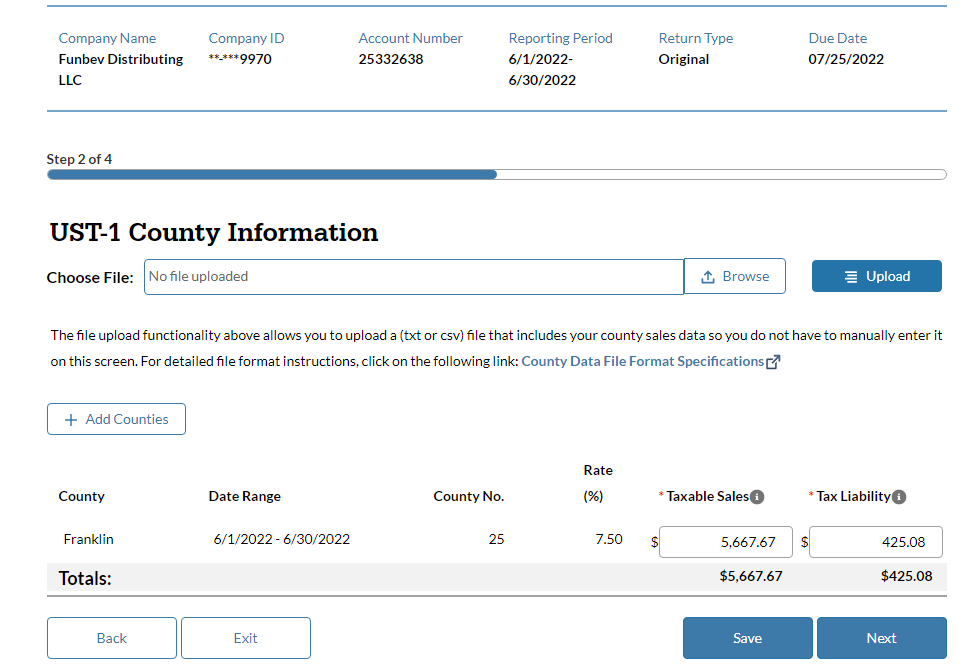 Company Name Company ID Account Number Reporting Period Return Type Due Date
Funbev Distributing **-***9970 25332638 6/1/2022- Original 07/25/2022
LLC 6/30/2022
Step 2 of 4
UST-1 County Information
Choose File: No file uploaded Browse Upload
The file upload functionality above allows you to upload a (txt or csv) file that includes your county sales data so you do not have to manually enter it
on this screen. For detailed file format instructions, click on the following link: County Data File Format Specifications
+ Add Counties
Rate
County Date Range County No. (%) * Taxable Sales * Tax Liability
Franklin 6/1/2022 - 6/30/2022 25 7.50 $ 5,667.67 $ 425.08
Totals: $5,667.67 $425.08
Back Exit Save Next